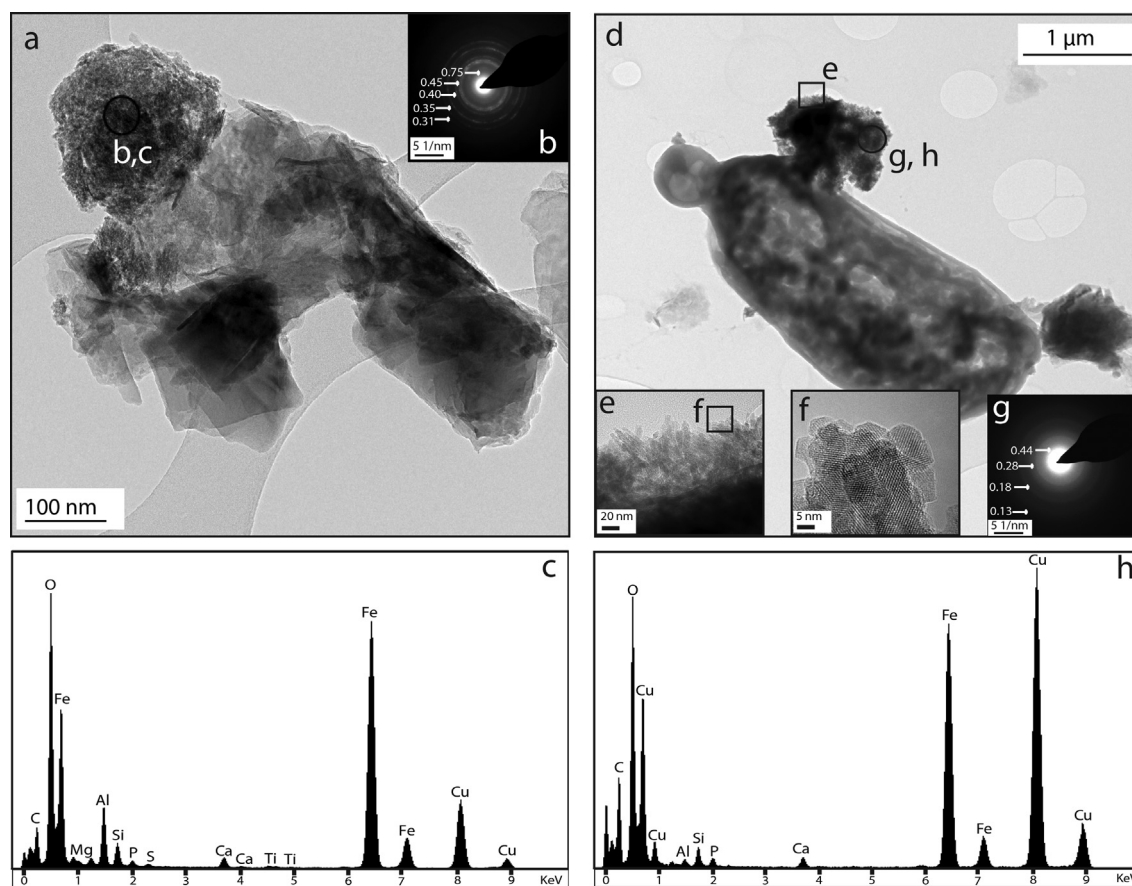 a
b,c
100 nm
0.75
0.45
0.40
0.35
0.31
5 1/nm
b
d
1 µm
e
g, h
e
f
20 nm
f
5 nm
g
0.44
0.28
0.18
0.13
5 1/nm
c
O
Fe
C
Mg
Al
Si
P
S
Ca
Ca
Ti
Ti
Fe
Fe
Cu
Cu
0 1 2 3 4 5 6 7 8 9 KeV
h
O
Cu
C
Cu
Al
Si
P
Ca
Fe
Fe
Cu
Cu
0 1 2 3 4 5 6 7 8 9 KeV